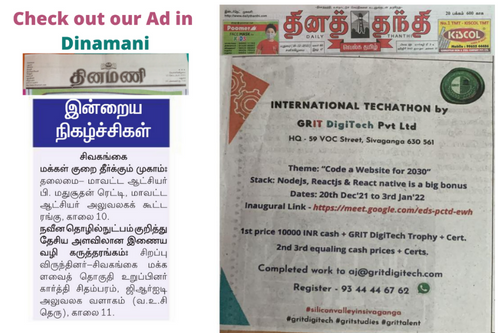 Check out our Ad in
Dinamani
தினமணி
இன்றைய
நிகழ்ச்சிகள்
சிவகங்கை
மக்கள் குறை தீர்க்கும் முகாம்:
தலைமை- மாவட்ட ஆட்சியர்
பி. மதுசூதன் ரெட்டி, மாவட்ட
ஆட்சியர் அலுவலகக் கூட்ட
ரங்கு, காலை 10.
நவீன தொழில்நுட்பம் குறித்து
தேசிய அளவிலான இணைய
வழி கருத்தரங்கம்: சிறப்பு
விருந்தினர்-சிவகங்கை மக்க
ளவைத் தொகுதி உறுப்பினர்
கார்த்தி சிதம்பரம், ஜிஆர்ஐடி
அலுவலக வளாகம் (வ.உ.சி
தெரு), காலை 11.
தினத்தந்தி
DAILY THANTHI
வெல்க தமிழ்
KISCOL
INTERNATIONAL TECHATHON by
GRIT DigiTech Pvt Ltd
HQ - 59 VOC Street, Sivaganga 630 561
Theme: "Code a Website for 2030"
Stack: Nodejs, Reactjs & React native is a big bonus
Dates: 20th Dec'21 to 3rd Jan'22
Inaugural Link - https://meet.google.com/eds-pctd-ewh
1st price 10000 INR cash + GRIT DigiTech Trophy + Cert.
2nd 3rd equaling cash prices + Certs.
Completed work to aj@gritdigitech.com
Register - 93 44 44 67 62
#siliconvalleyinsivaganga
#gritdigitech #gritstudies #grittalent